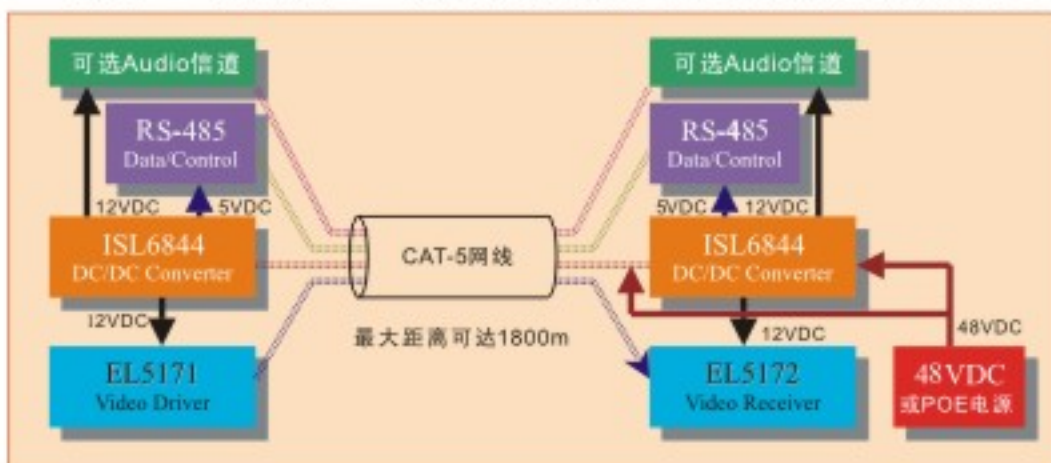 可选Audio信道
RS-485
Data/Control
12VDC
5VDC
ISL6844
DC/DC Converter
12VDC
EL5171
Video Driver
CAT-5网线
最大距离可达1800m
可选Audio信道
RS-485
Data/Control
5VDC
12VDC
ISL6844
DC/DC Converter
12VDC
EL5172
Video Receiver
48VDC
48VDC
或POE电源